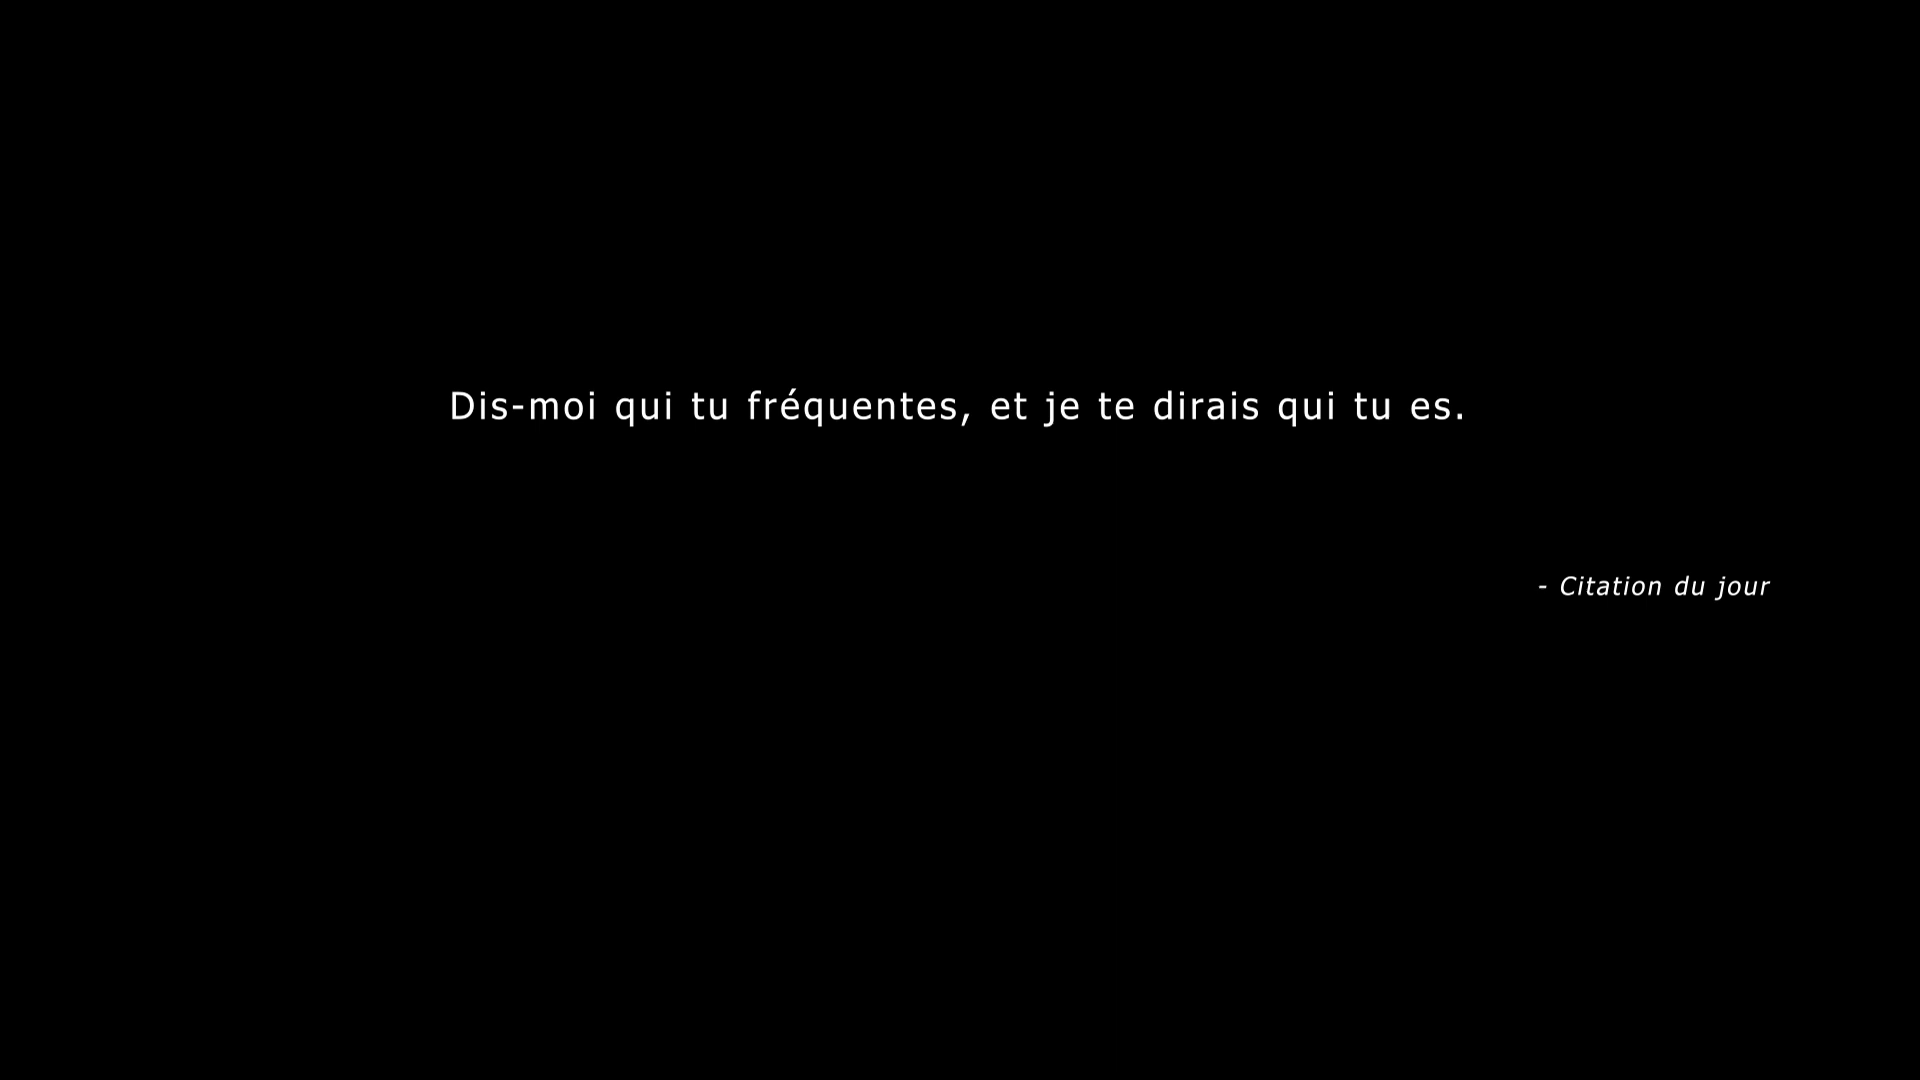 Dis-moi qui tu fréquentes, et je te dirais qui tu es.
- Citation du jour